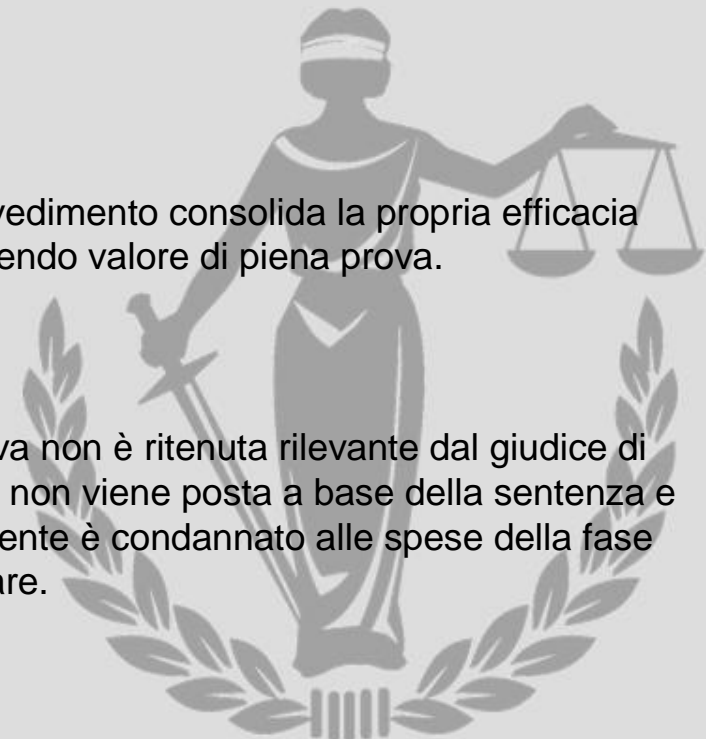 vedimento consolida la propria efficacia
endo valore di piena prova.
va non è ritenuta rilevante dal giudice di
non viene posta a base della sentenza e
ente è condannato alle spese della fase
are.